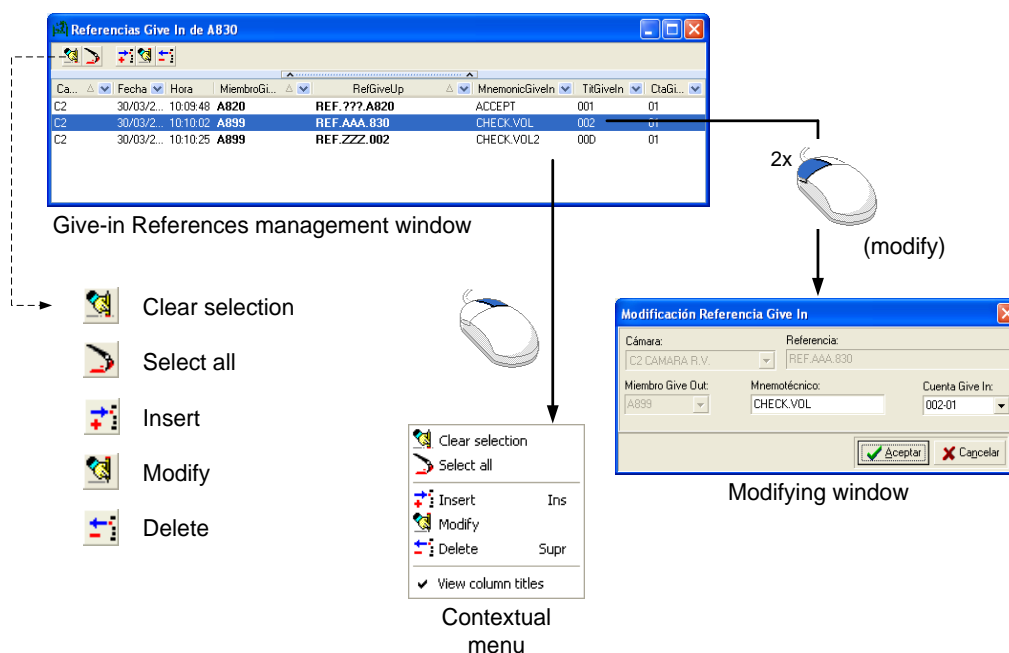 Referencias Give In de A830
Ca... Fecha Hora MiembroGi... RefGiveUp MnemonicGiveIn TitGiveIn CtaGi...
C2 30/03/2... 10:09:48 A820 REF.???.A820 ACCEPT 001 01
C2 30/03/2... 10:10:02 A899 REF.AAA.830 CHECK.VOL 002 01
C2 30/03/2... 10:10:25 A899 REF.ZZZ.002 CHECK.VOL2 00D 01
Give-in References management window
2x
(modify)
Clear selection
Select all
Insert
Modify
Delete
Modificación Referencia Give In
Cámara: Referencia:
C2 CAMARA R.V. REF.AAA.830
Miembro Give Out: Mnemotécnico: Cuenta Give In:
A899 CHECK.VOL 002-01
Aceptar Cancelar
Modifying window
Clear selection
Select all
Insert Ins
Modify
Delete Supr
View column titles
Contextual
menu